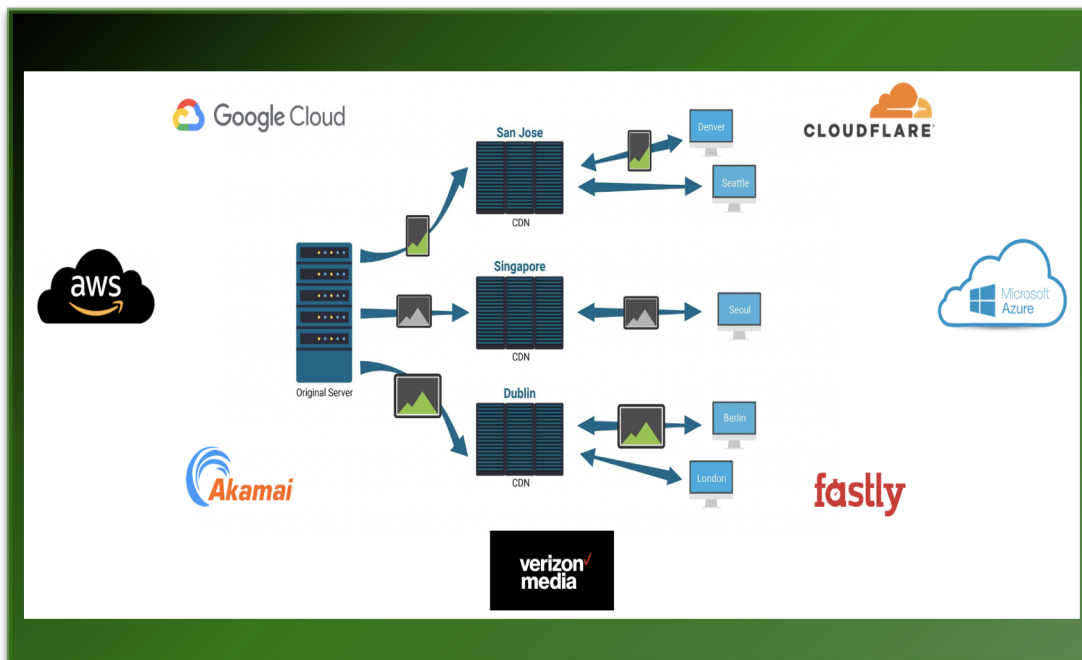 Google Cloud
CLOUDFLARE
San Jose
Denver
Seattle
CDN
aws
Singapore
Microsoft
Azure
Seoul
CDN
Original Server
Dublin
Berlin
London
CDN
Akamai
fastly
verizon
media